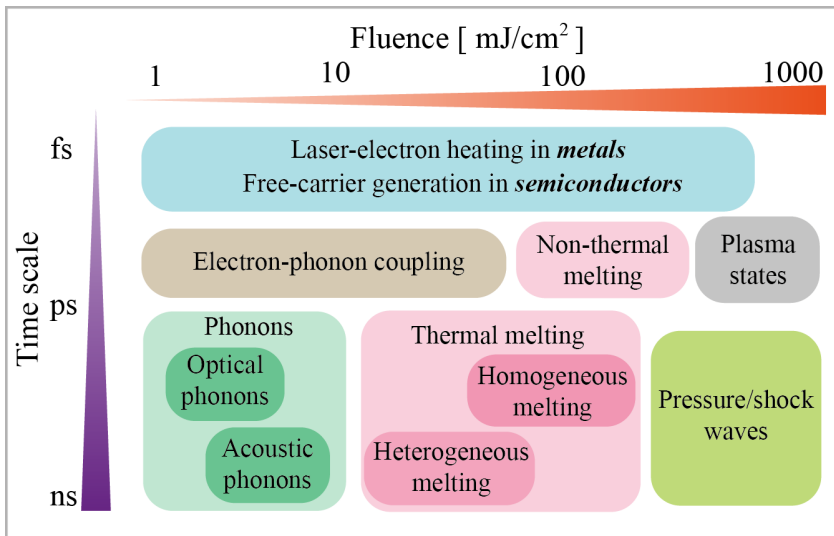 Fluence [ mJ/cm² ]
1 10 100 1000
fs
Laser-electron heating in metals
Free-carrier generation in semiconductors
Time scale
Electron-phonon coupling
Non-thermal
melting
Plasma
states
ps
Phonons
Optical
phonons
Acoustic
phonons
Thermal melting
Homogeneous
melting
Heterogeneous
melting
Pressure/shock
waves
ns